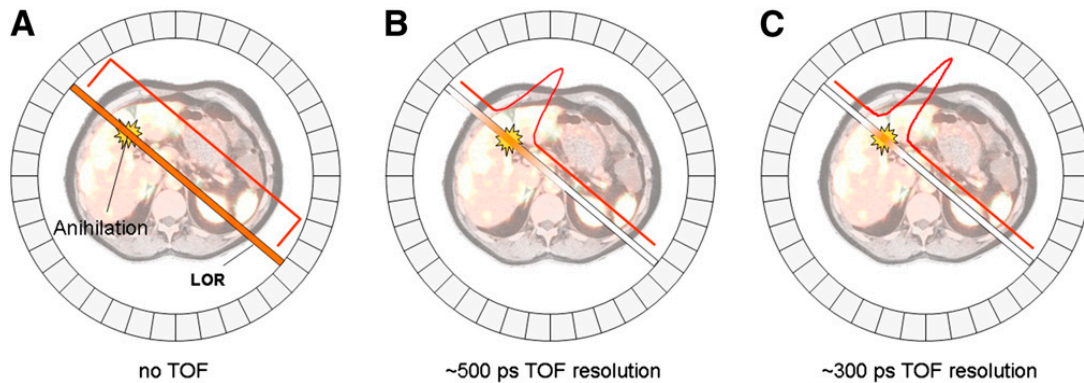 A
B
C
Anihilation
LOR
no TOF
~500 ps TOF resolution
~300 ps TOF resolution